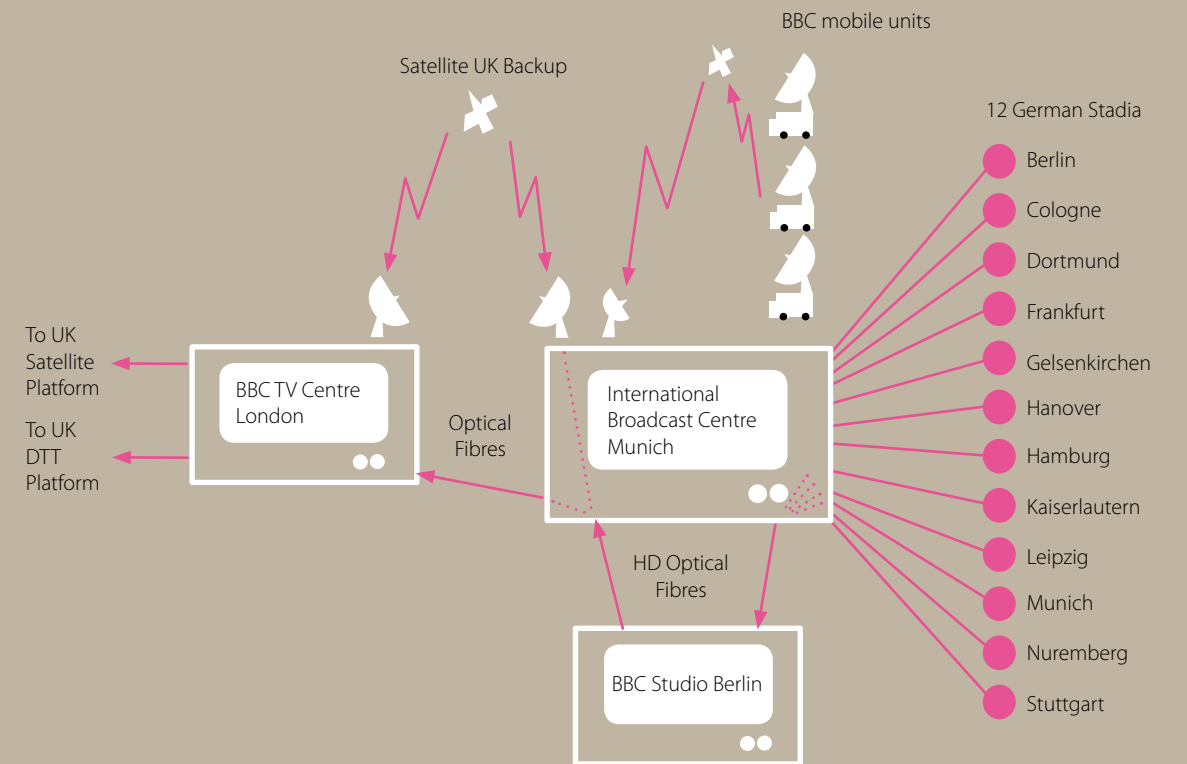 BBC mobile units
Satellite UK Backup
12 German Stadia
Berlin
Cologne
Dortmund
Frankfurt
Gelsenkirchen
Hanover
Hamburg
Kaiserlautern
Leipzig
Munich
Nuremberg
Stuttgart
To UK
Satellite
Platform
To UK
DTT
Platform
BBC TV Centre
London
Optical
Fibres
International
Broadcast Centre
Munich
HD Optical
Fibres
BBC Studio Berlin